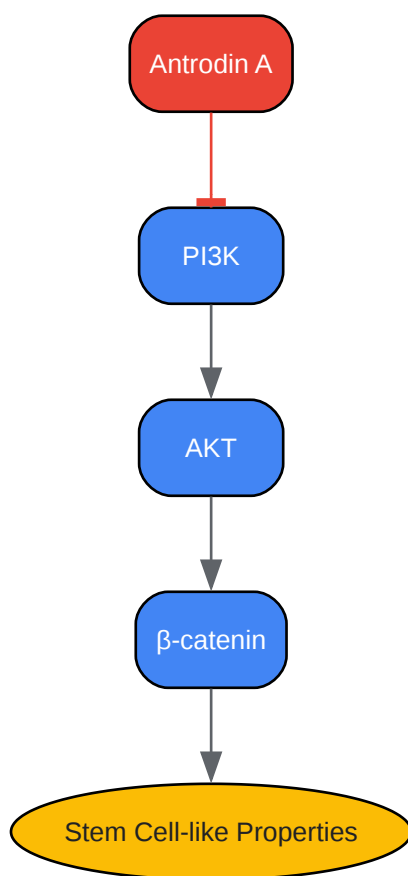 Antrodin A
PI3K
AKT
β-catenin
Stem Cell-like Properties